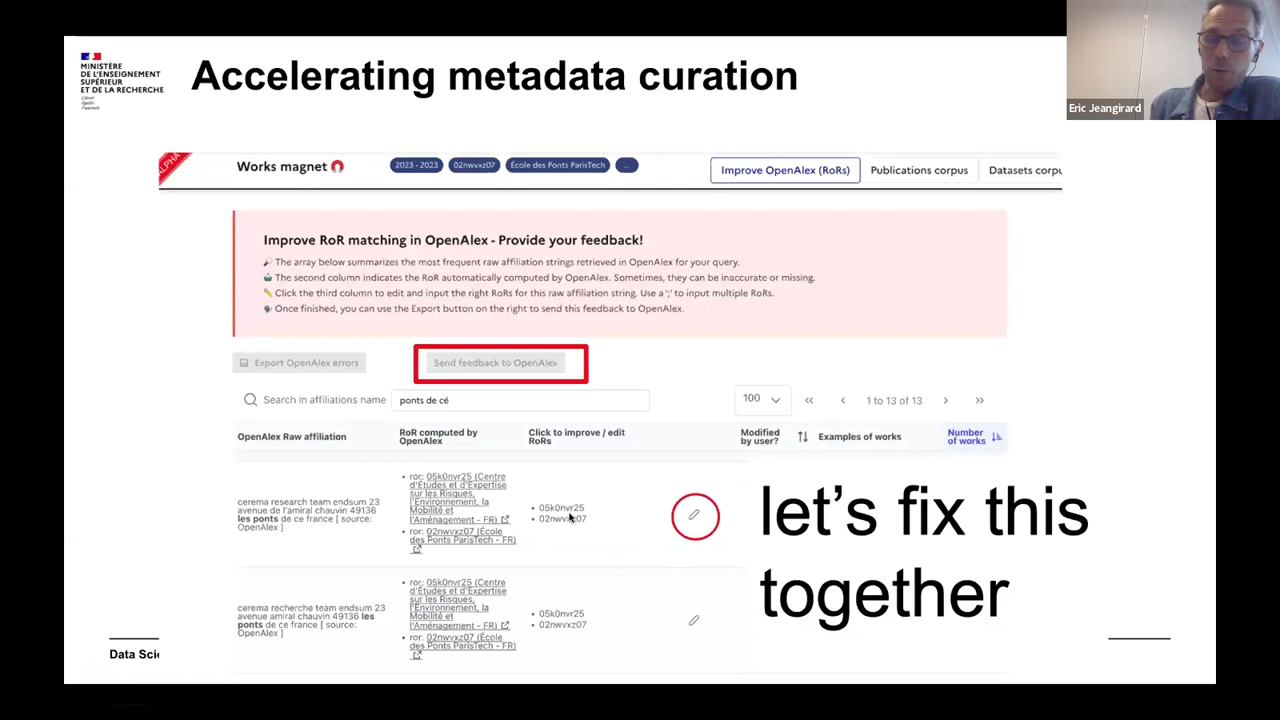 MINISTÈRE
DE L'ENSEIGNEMENT
SUPÉRIEUR
ET DE LA RECHERCHE
Liberté
Égalité
Fraternité
Accelerating metadata curation
Eric Jeangirard
ALPHA
Works magnet
2023 - 2023
02nwvxz07
École des Ponts ParisTech
...
Improve OpenAlex (RoRs)
Publications corpus
Datasets corpu
Improve RoR matching in OpenAlex - Provide your feedback!
The array below summarizes the most frequent raw affiliation strings retrieved in OpenAlex for your query.
The second column indicates the RoR automatically computed by OpenAlex. Sometimes, they can be inaccurate or missing.
Click the third column to edit and input the right RoRs for this raw affiliation string. Use a ';' to input multiple RoRs.
Once finished, you can use the Export button on the right to send this feedback to OpenAlex.
Export OpenAlex errors
Send feedback to OpenAlex
Search in affiliations name
ponts de cé
100
1 to 13 of 13
OpenAlex Raw affiliation
RoR computed by
OpenAlex
Click to improve / edit
RoRs
Modified
by user?
Examples of works
Number
of works
cerema research team endsum 23
avenue de l'amiral chauvin 49136
les ponts de ce france [ source:
OpenAlex ]
ror: 05k0nvr25 (Centre
d'Études et d'Expertise
sur les Risques,
l'Environnement, la
Mobilité et
l'Aménagement - FR)
ror: 02nwvxz07 (École
des Ponts ParisTech - FR)
05k0nvr25
02nwvxz07
cerema recherche team endsum 23
avenue amiral chauvin 49136 les
ponts de ce france [ source:
OpenAlex ]
ror: 05k0nvr25 (Centre
d'Études et d'Expertise
sur les Risques,
l'Environnement, la
Mobilité et
l'Aménagement - FR)
ror: 02nwvxz07 (École
des Ponts ParisTech - FR)
05k0nvr25
02nwvxz07
let's fix this
together
Data Scie